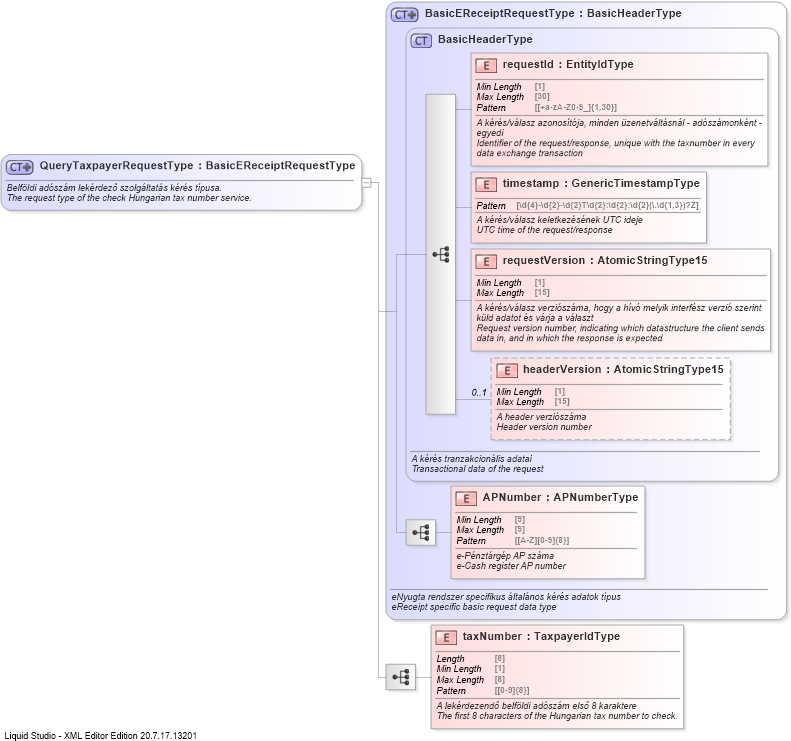 CT BasicEReceiptRequestType : BasicHeaderType
CT BasicHeaderType
E requestId : EntityIdType
Min Length [1]
Max Length [30]
Pattern [[+a-zA-Z0-9_]{1,30}]
A kérés/válasz azonosítója, minden üzenetváltásnál - adószámonként -
egyedi
Identifier of the request/response, unique with the taxnumber in every
data exchange transaction
CT QueryTaxpayerRequestType : BasicEReceiptRequestType
Belföldi adószám lekérdező szolgáltatás kérés típusa.
The request type of the check Hungarian tax number service.
E timestamp : GenericTimestampType
Pattern [\d{4}-\d{2}-\d{2}T\d{2}:\d{2}:\d{2}(\.\d{1,3})?Z]
A kérés/válasz keletkezésének UTC ideje
UTC time of the request/response
E requestVersion : AtomicStringType15
Min Length [1]
Max Length [15]
A kérés/válasz verziószáma, hogy a hívó melyik interfész verzió szerint
küld adatot és várja a választ
Request version number, indicating which datastructure the client sends
data in, and in which the response is expected
0..1
E headerVersion : AtomicStringType15
Min Length [1]
Max Length [15]
A header verziószáma
Header version number
A kérés tranzakcionális adatai
Transactional data of the request
E APNumber : APNumberType
Min Length [9]
Max Length [9]
Pattern [[A-Z][0-9]{8}]
e-Pénztárgép AP száma
e-Cash register AP number
eNyugta rendszer specifikus általános kérés adatok típus
eReceipt specific basic request data type
E taxNumber : TaxpayerIdType
Length [8]
Min Length [1]
Max Length [8]
Pattern [[0-9]{8}]
A lekérdezendő belföldi adószám első 8 karaktere
The first 8 characters of the Hungarian tax number to check.
Liquid Studio - XML Editor Edition 20.7.17.13201